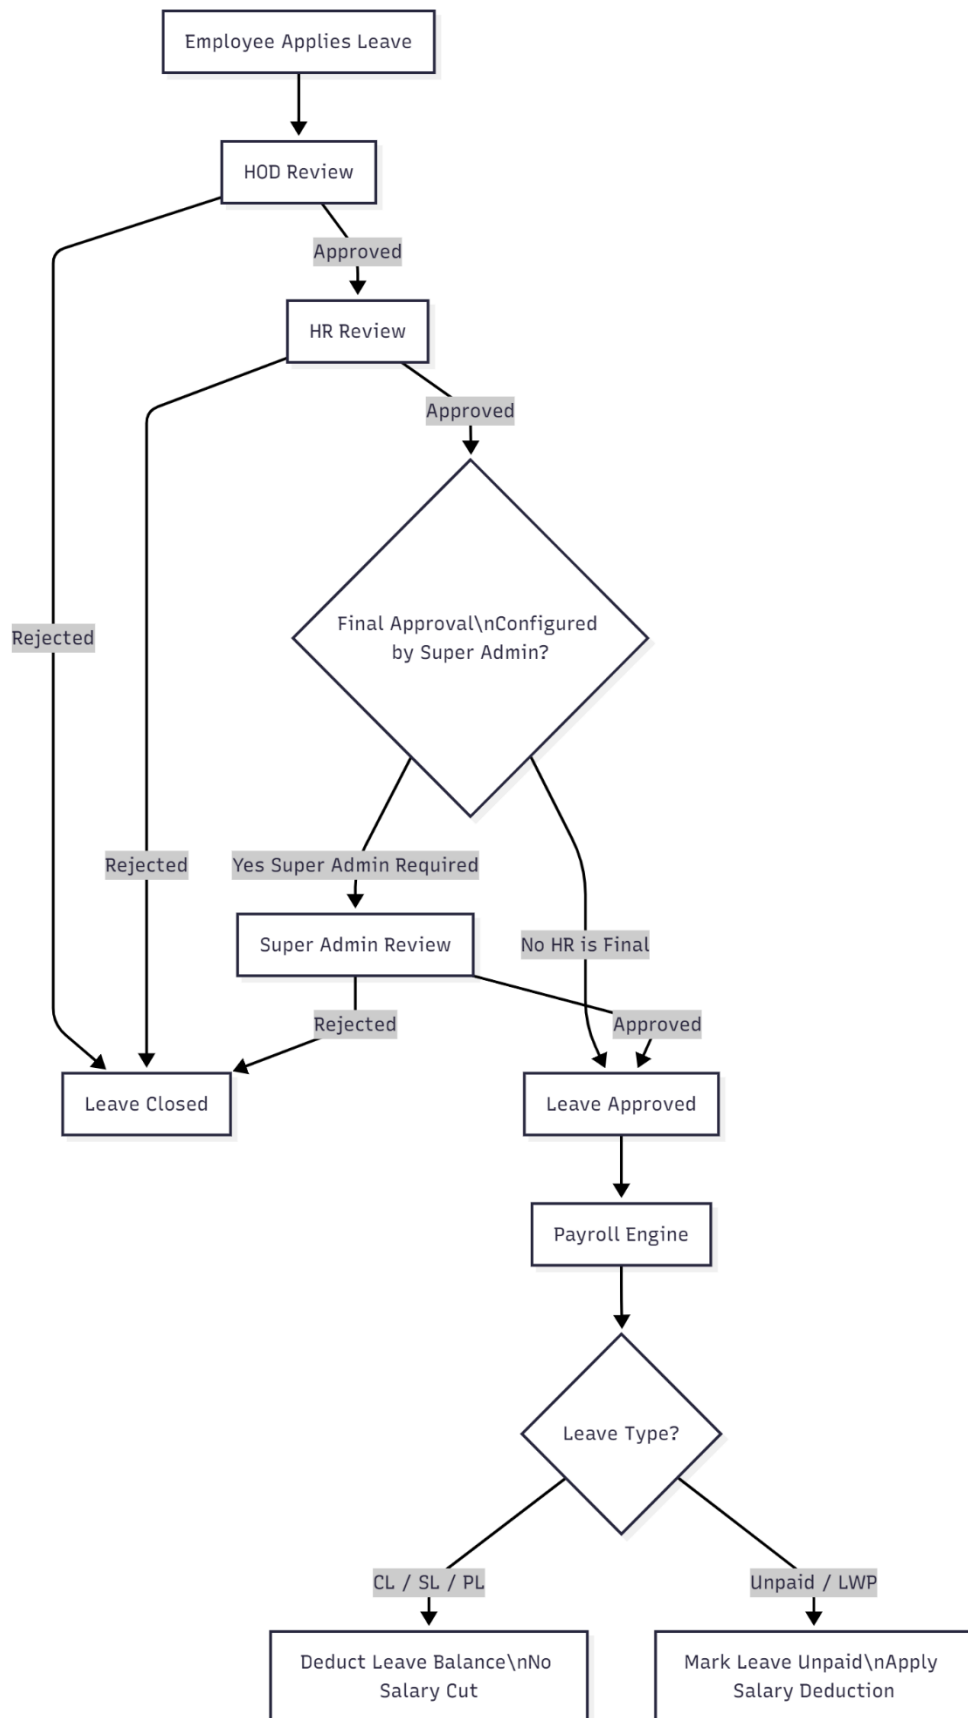 Employee Applies Leave
HOD Review
Approved
HR Review
Approved
Rejected
Final Approval\nConfigured
by Super Admin?
Rejected
Yes Super Admin Required
Super Admin Review
No HR is Final
Rejected
Approved
Leave Closed
Leave Approved
Payroll Engine
Leave Type?
CL / SL / PL
Unpaid / LWP
Deduct Leave Balance\nNo
Salary Cut
Mark Leave Unpaid\nApply
Salary Deduction